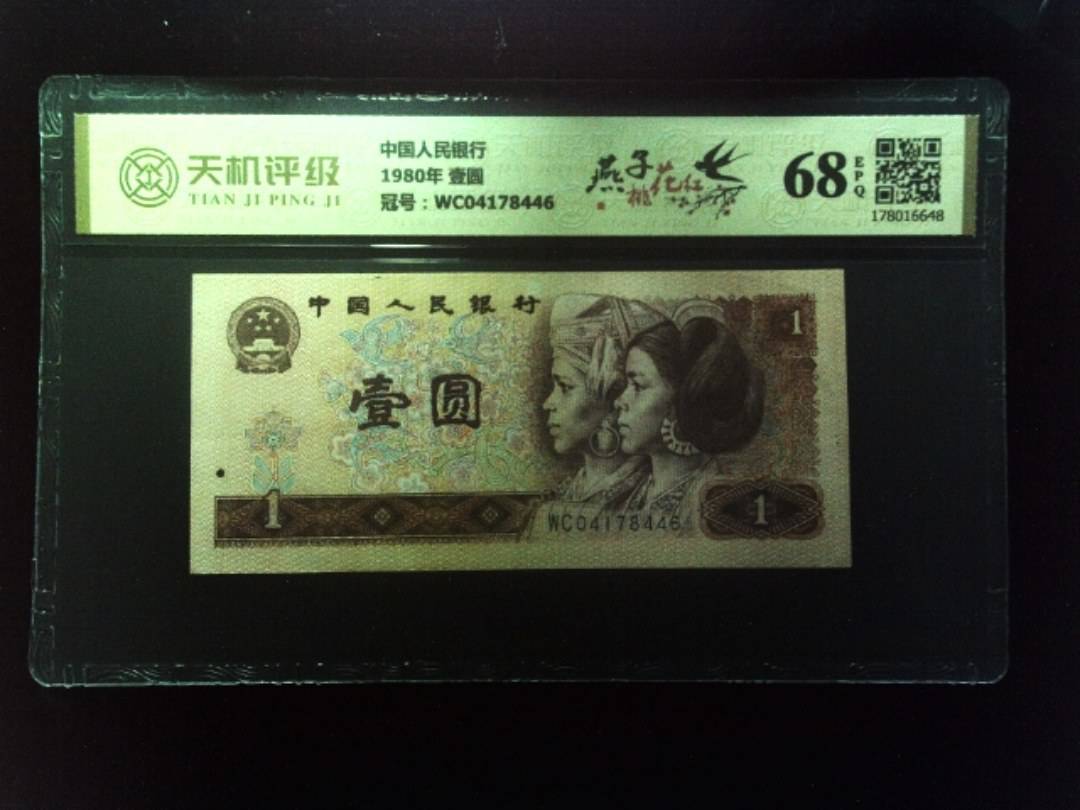 天机评级
TIAN JI PING JI
中国人民银行
1980年 壹圆
冠号：WC04178446
燕子
桃花红
68
EPQ
178016648
中国人民银行
1
壹圆
1
WC04178446
1